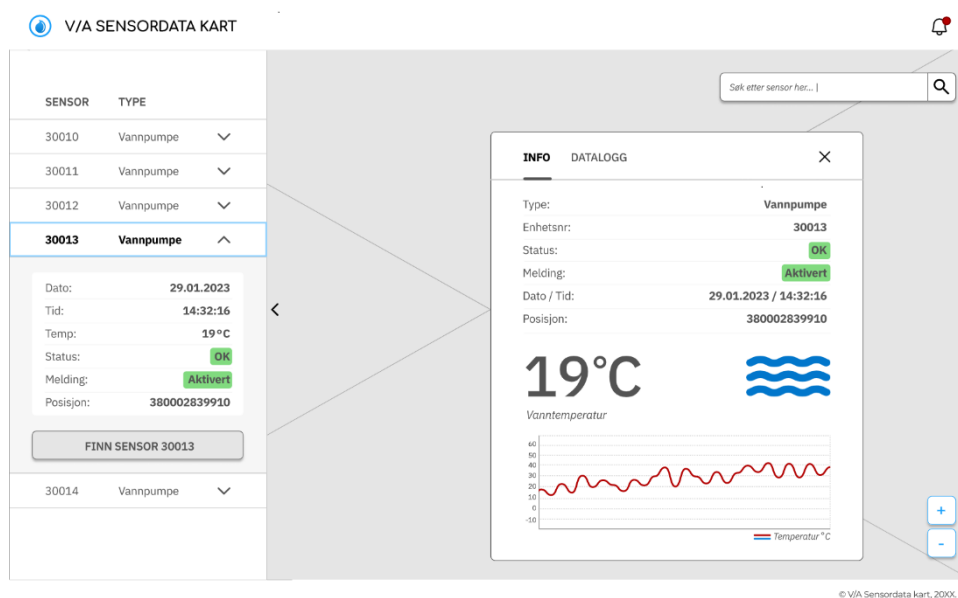 V/A SENSORDATA KART
Søk etter sensor her... |
SENSOR TYPE
30010 Vannpumpe
30011 Vannpumpe
30012 Vannpumpe
30013 Vannpumpe
Dato: 29.01.2023
Tid: 14:32:16
Temp: 19°C
Status: OK
Melding: Aktivert
Posisjon: 380002839910
FINN SENSOR 30013
30014 Vannpumpe
INFO DATALOGG
Type: Vannpumpe
Enhetsnr: 30013
Status: OK
Melding: Aktivert
Dato / Tid: 29.01.2023 / 14:32:16
Posisjon: 380002839910
19°C
Vanntemperatur
60
50
40
30
20
10
0
-10
Temperatur °C
+
-
© V/A Sensordata kart, 20XX.